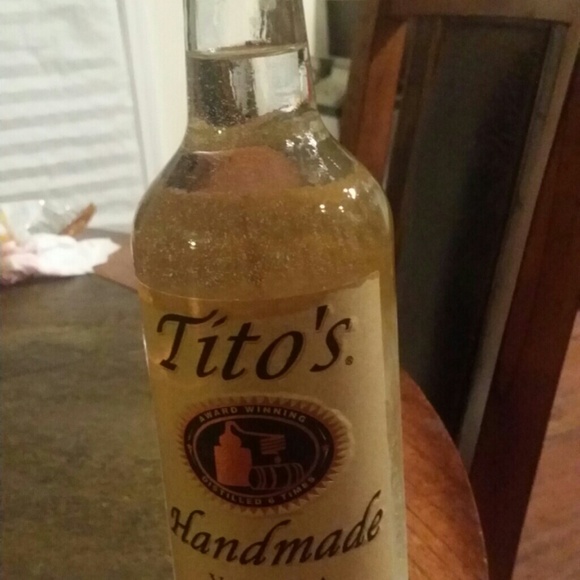 Tito's®
AWARD WINNING
DISTILLED 6 TIMES
Handmade